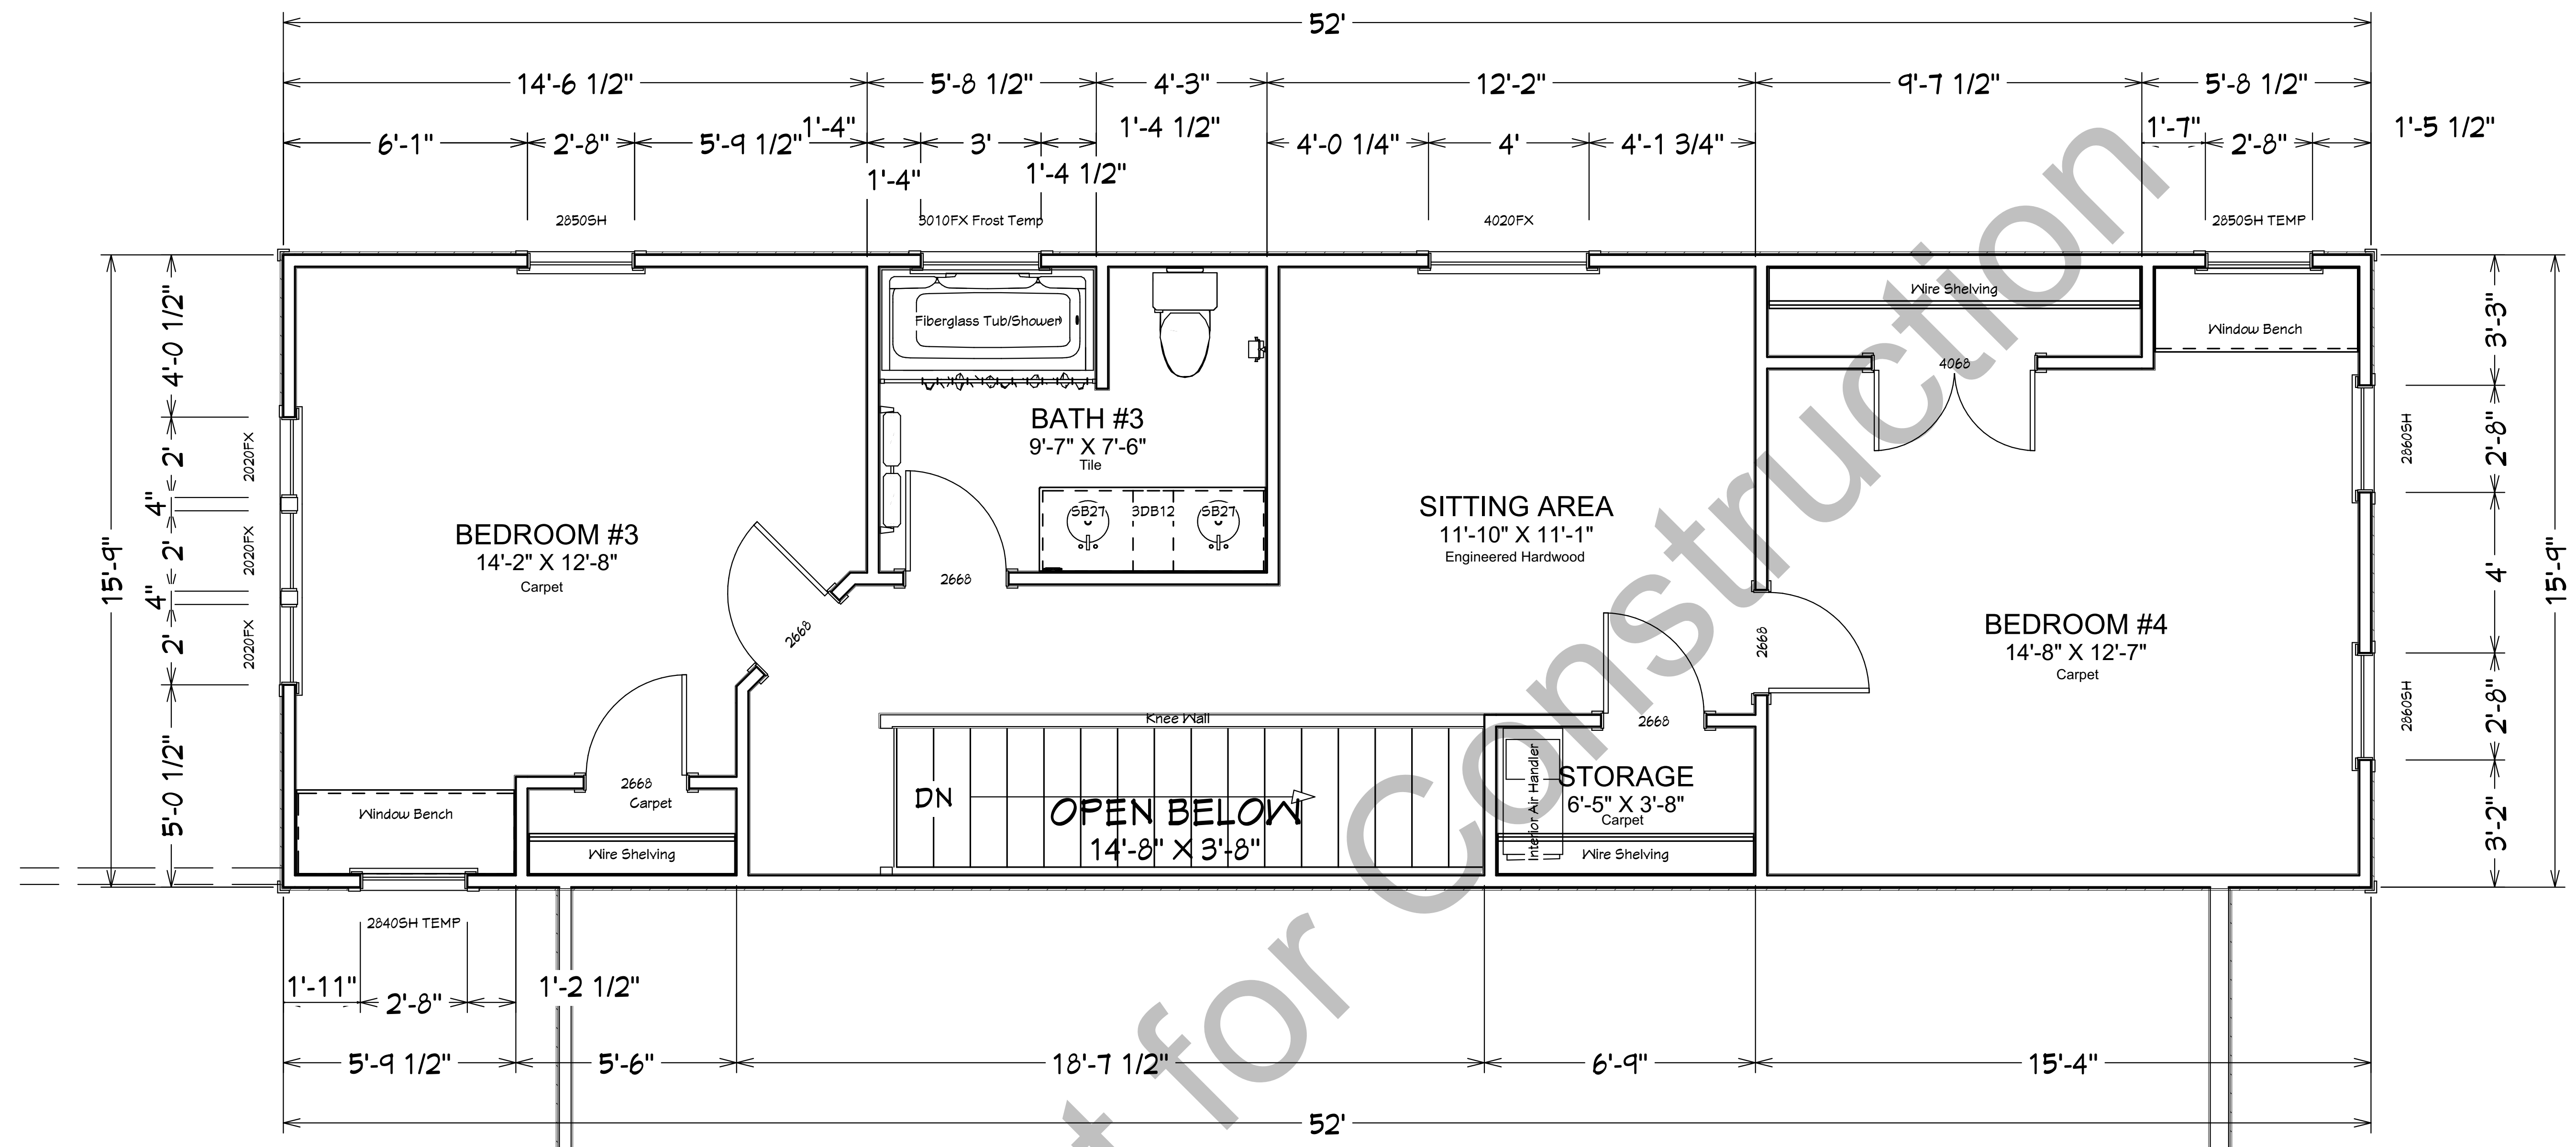 52'
14'-6 1/2" 5'-8 1/2" 4'-3" 12'-2" 9'-7 1/2" 5'-8 1/2"
1'-4" 1'-4 1/2" 1'-7" 1'-5 1/2"
6'-1" 2'-8" 5'-9 1/2" 3' 4'-0 1/4" 4' 4'-1 3/4" 2'-8"
1'-4" 1'-4 1/2"
2850SH 3010FX Frost Temp 4020FX 2850SH TEMP
15'-9"
4'-0 1/2"
2'
4"
2'
4"
2'
5'-0 1/2"
2020FX
2020FX
2020FX
BEDROOM #3
14'-2" X 12'-8"
Carpet
2668
2668
Carpet
Window Bench
Wire Shelving
Fiberglass Tub/Shower
BATH #3
9'-7" X 7'-6"
Tile
SB27 3DB12 SB27
2668
SITTING AREA
11'-10" X 11'-1"
Engineered Hardwood
Knee Wall
DN
OPEN BELOW
14'-8" X 3'-8"
2668
Interior Air Handler
STORAGE
6'-5" X 3'-8"
Carpet
Wire Shelving
2668
Wire Shelving
Window Bench
4068
BEDROOM #4
14'-8" X 12'-7"
Carpet
2860SH
2860SH
3'-3"
2'-8"
4'
2'-8"
3'-2"
15'-9"
2840SH TEMP
1'-11" 2'-8" 1'-2 1/2"
5'-9 1/2" 5'-6" 18'-7 1/2" 6'-9" 15'-4"
52'
for Construction